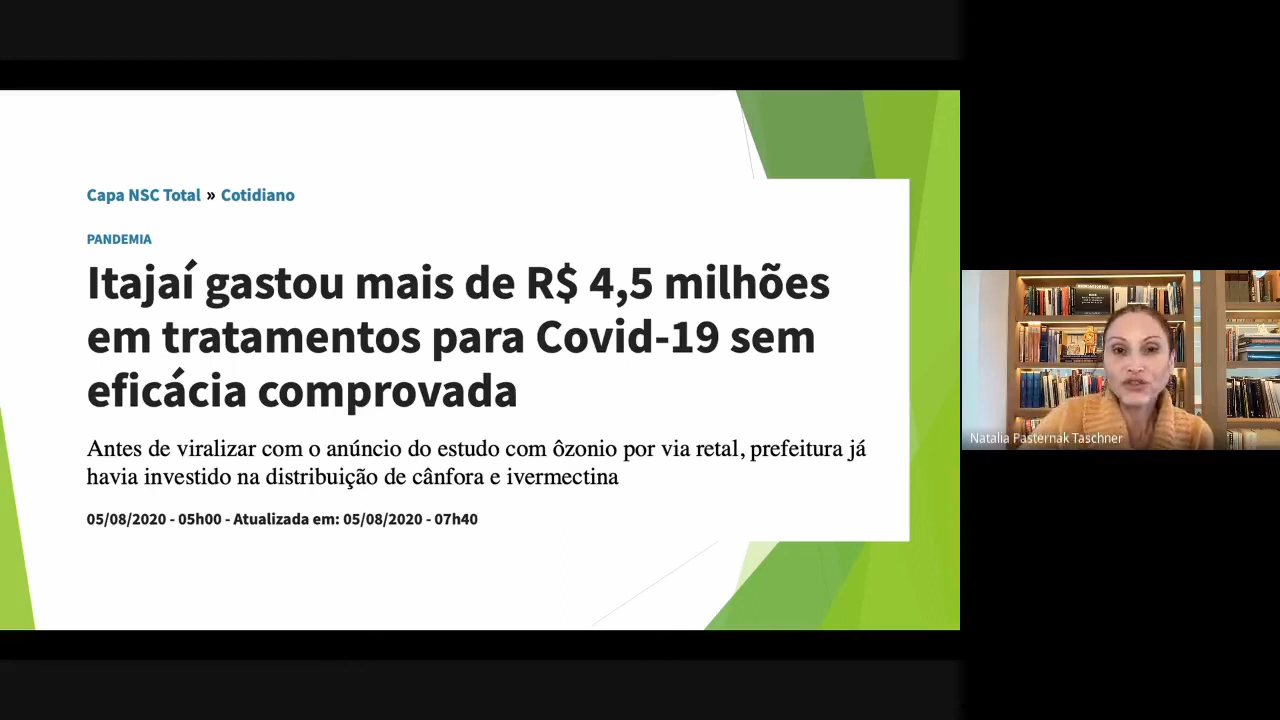 Capa NSC Total » Cotidiano
PANDEMIA
Itajaí gastou mais de R$ 4,5 milhões
em tratamentos para Covid-19 sem
eficácia comprovada
Antes de viralizar com o anúncio do estudo com ôzonio por via retal, prefeitura já
havia investido na distribuição de cânfora e ivermectina
05/08/2020 - 05h00 - Atualizada em: 05/08/2020 - 07h40
Natalia Pasternak Taschner